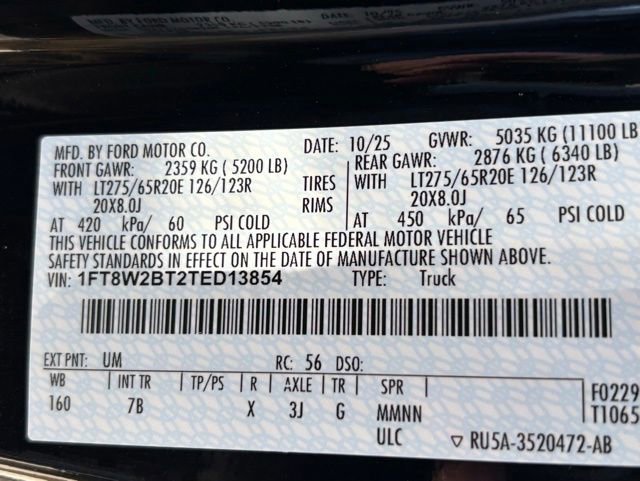 MFD. BY FORD MOTOR CO.
DATE: 10/25 GVWR: 5035 KG (11100 LB
FRONT GAWR: 2359 KG ( 5200 LB)
REAR GAWR: 2876 KG ( 6340 LB)
WITH LT275/65R20E 126/123R TIRES WITH LT275/65R20E 126/123R
20X8.0J RIMS 20X8.0J
AT 420 kPa/ 60 PSI COLD AT 450 kPa/ 65 PSI COLD
THIS VEHICLE CONFORMS TO ALL APPLICABLE FEDERAL MOTOR VEHICLE
SAFETY STANDARDS IN EFFECT ON THE DATE OF MANUFACTURE SHOWN ABOVE.
VIN: 1FT8W2BT2TED13854 TYPE: Truck
EXT PNT: UM RC: 56 DSO:
WB INT TR TP/PS R AXLE TR SPR F0229
160 7B X 3J G MMNN T1065
ULC ▽ RU5A-3520472-AB